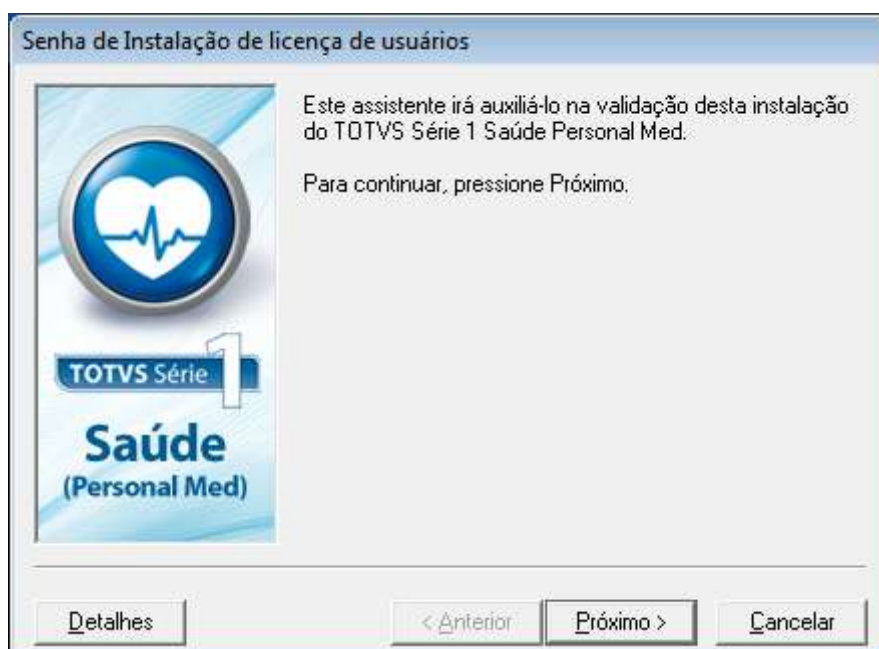 Senha de Instalação de licença de usuários
Este assistente irá auxiliá-lo na validação desta instalação
do TOTVS Série 1 Saúde Personal Med.
Para continuar, pressione Próximo.
TOTVS Série 1
Saúde
(Personal Med)
Detalhes
< Anterior
Próximo >
Cancelar